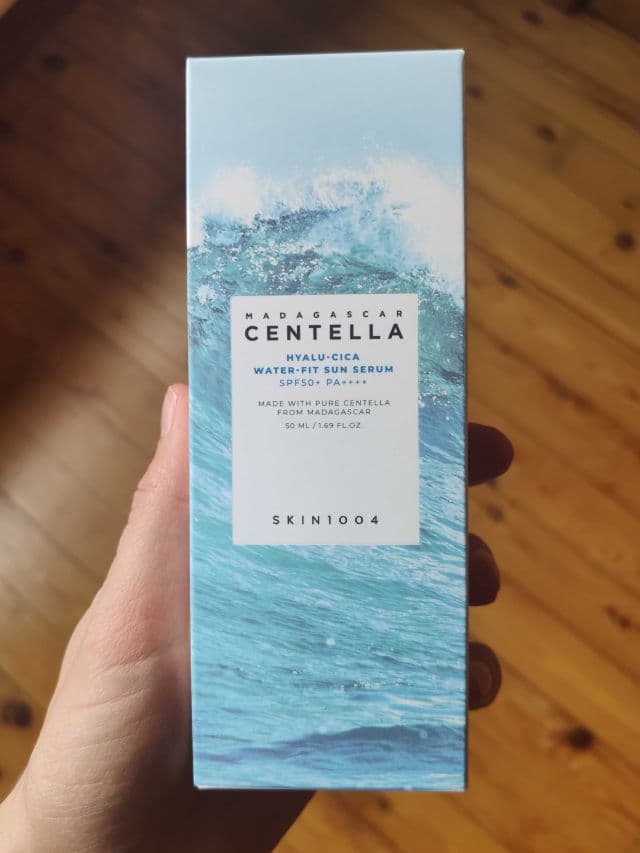 MADAGASCAR
CENTELLA
HYALU-CICA
WATER-FIT SUN SERUM
SPF50+ PA++++
MADE WITH PURE CENTELLA
FROM MADAGASCAR
50 ML / 1.69 FL.OZ.
SKIN1004